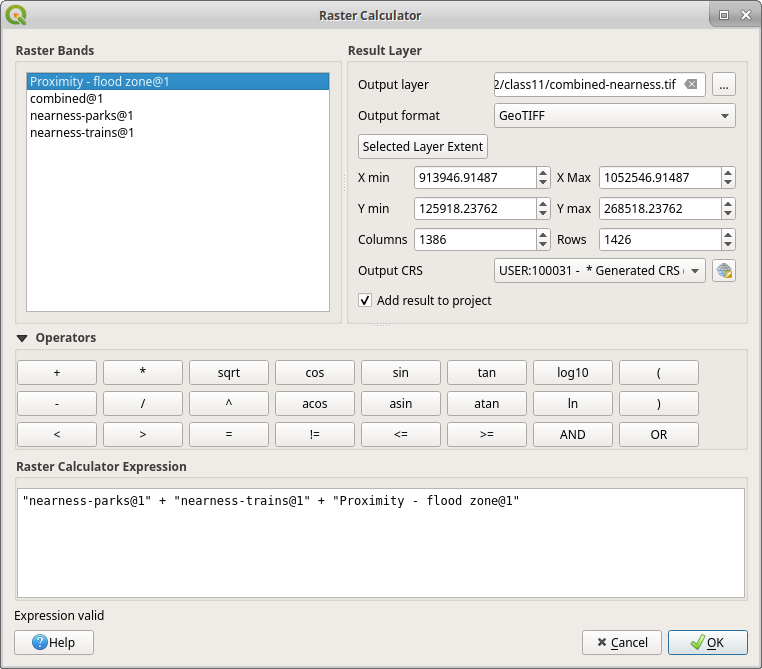 Raster Calculator
Raster Bands
Proximity - flood zone@1
combined@1
nearness-parks@1
nearness-trains@1
Result Layer
Output layer 2/class11/combined-nearness.tif ...
Output format GeoTIFF
Selected Layer Extent
X min 913946.91487 X Max 1052546.91487
Y min 125918.23762 Y max 268518.23762
Columns 1386 Rows 1426
Output CRS USER:100031 - * Generated CRS (
Add result to project
Operators
+ * sqrt cos sin tan log10 (
- / ^ acos asin atan ln )
< > = != <= >= AND OR
Raster Calculator Expression
"nearness-parks@1" + "nearness-trains@1" + "Proximity - flood zone@1"
Expression valid
Help Cancel OK